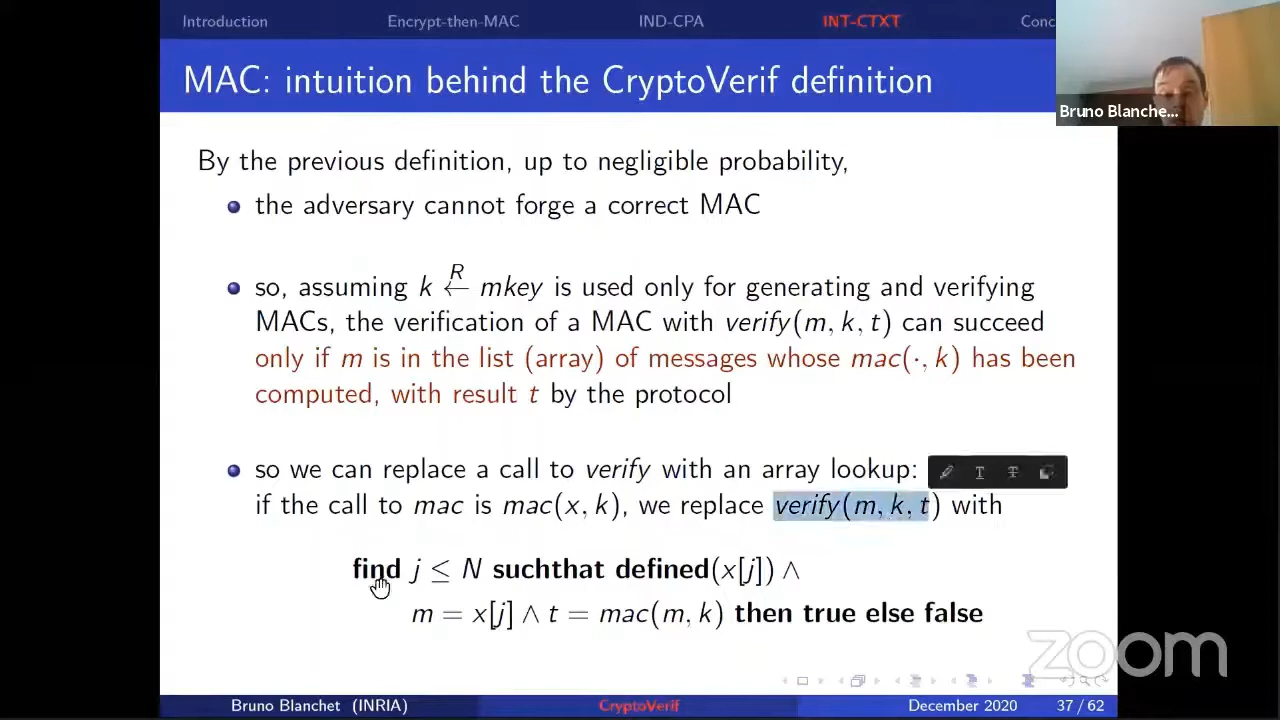 Introduction Encrypt-then-MAC IND-CPA INT-CTXT Conc
MAC: intuition behind the CryptoVerif definition
Bruno Blanche...
By the previous definition, up to negligible probability,
the adversary cannot forge a correct MAC
so, assuming k ←R mkey is used only for generating and verifying
MACs, the verification of a MAC with verify(m, k, t) can succeed
only if m is in the list (array) of messages whose mac(·, k) has been
computed, with result t by the protocol
so we can replace a call to verify with an array lookup:
if the call to mac is mac(x, k), we replace verify(m, k, t) with
find j ≤ N suchthat defined(x[j]) ∧
m = x[j] ∧ t = mac(m, k) then true else false
zoom
Bruno Blanchet (INRIA) CryptoVerif December 2020 37 / 62